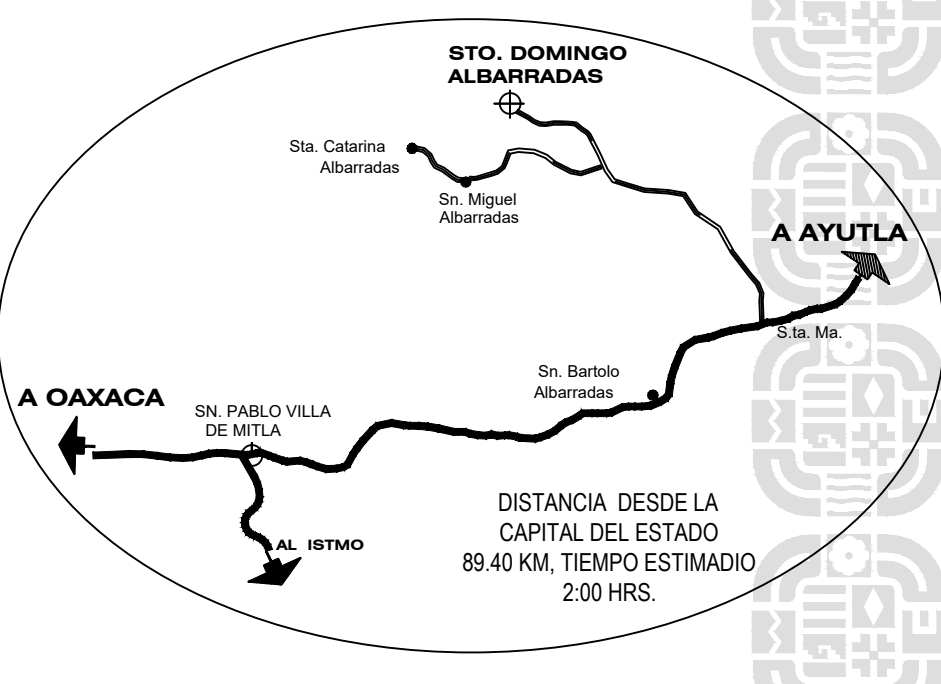 STO. DOMINGO
ALBARRADAS
Sta. Catarina
Albarradas
Sn. Miguel
Albarradas
A AYUTLA
S.ta. Ma.
Sn. Bartolo
Albarradas
A OAXACA
SN. PABLO VILLA
DE MITLA
AL ISTMO
DISTANCIA DESDE LA
CAPITAL DEL ESTADO
89.40 KM, TIEMPO ESTIMADIO
2:00 HRS.